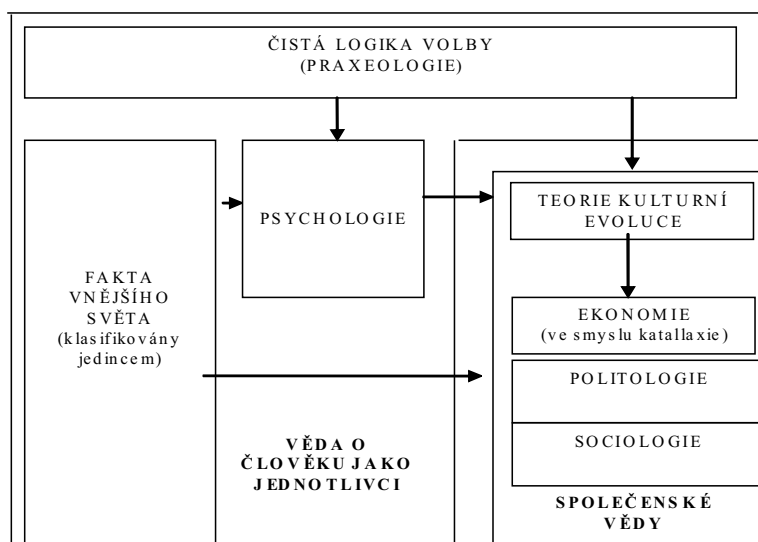 ČISTÁ LOGIKA VOLBY
(PRAXEOLOGIE)
FAKTA
VNĚJŠÍHO
SVĚTA
(klasifikovány
jedincem)
PSYCHOLOGIE
VĚDA O
ČLOVĚKU JAKO
JEDNOTLIVCI
TEORIE KULTURNÍ
EVOLUCE
EKONOMIE
(ve smyslu katallaxie)
POLITOLOGIE
SOCIOLOGIE
SPOLEČENSKÉ
VĚDY